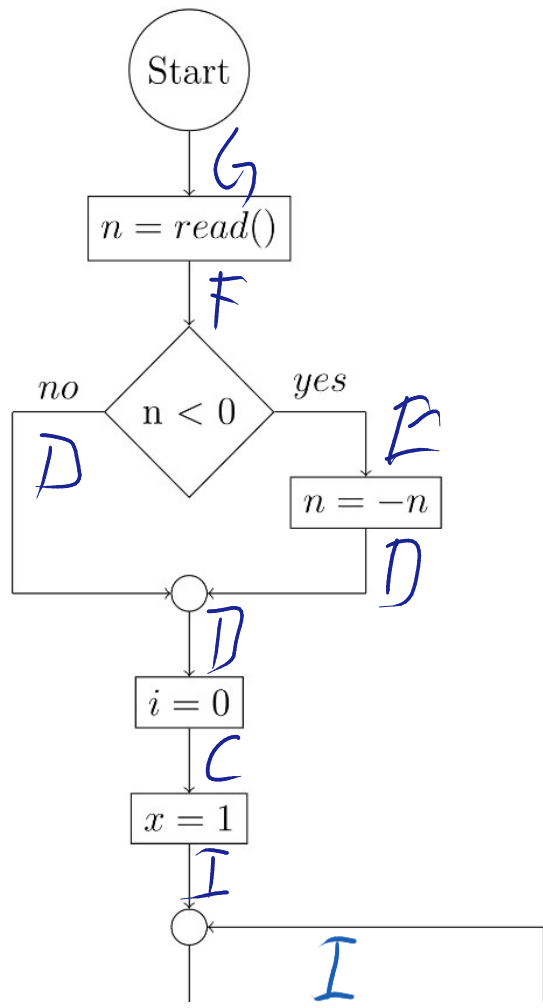 Start
G
n = read()
F
no
n < 0
yes
D
E
n = −n
D
D
i = 0
C
x = 1
I
I